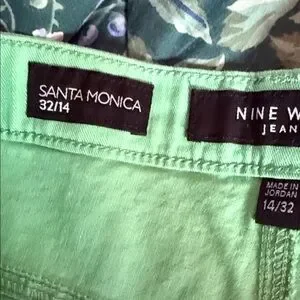 SANTA MONICA
32/14
NINE W
JEAN
MADE IN
JORDAN
14/32